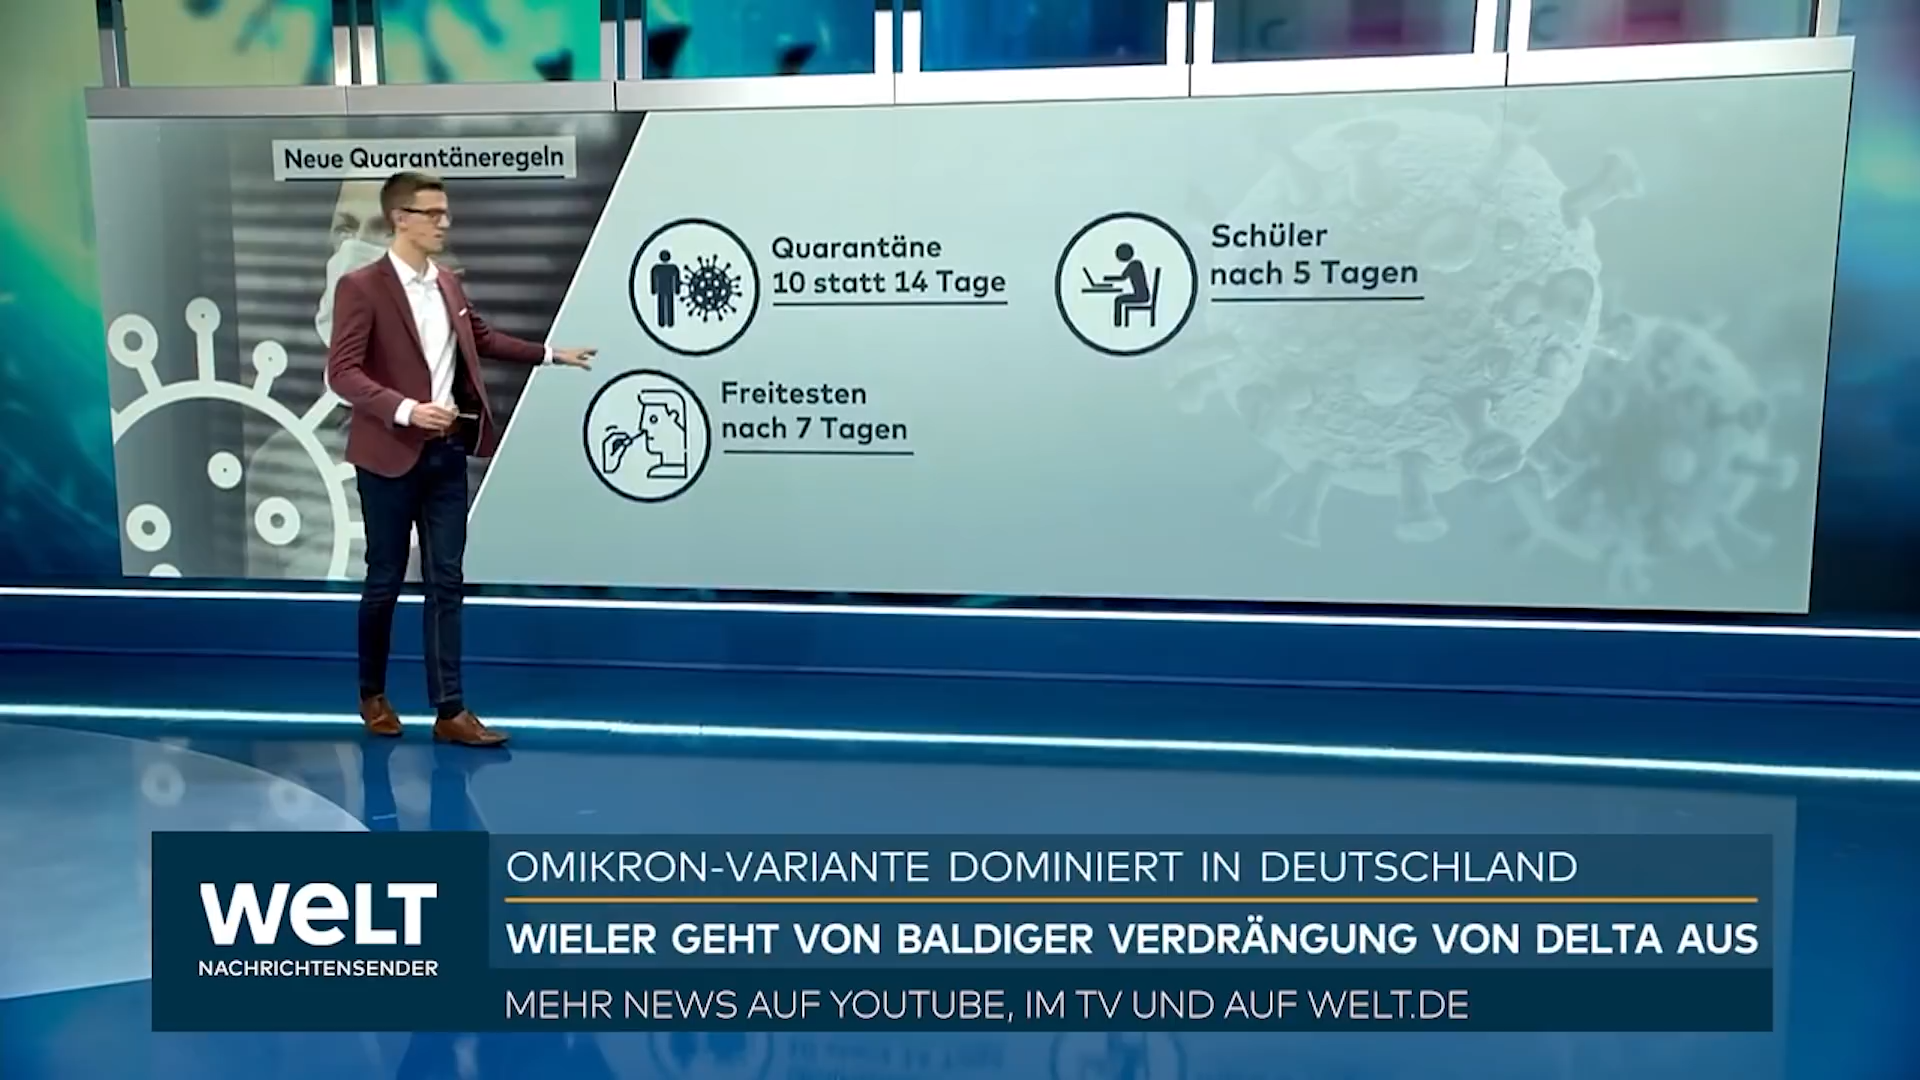 Neue Quarantäneregeln
Quarantäne
10 statt 14 Tage
Freitesten
nach 7 Tagen
Schüler
nach 5 Tagen
WELT
NACHRICHTENSENDER
OMIKRON-VARIANTE DOMINIERT IN DEUTSCHLAND
WIELER GEHT VON BALDIGER VERDRÄNGUNG VON DELTA AUS
MEHR NEWS AUF YOUTUBE, IM TV UND AUF WELT.DE